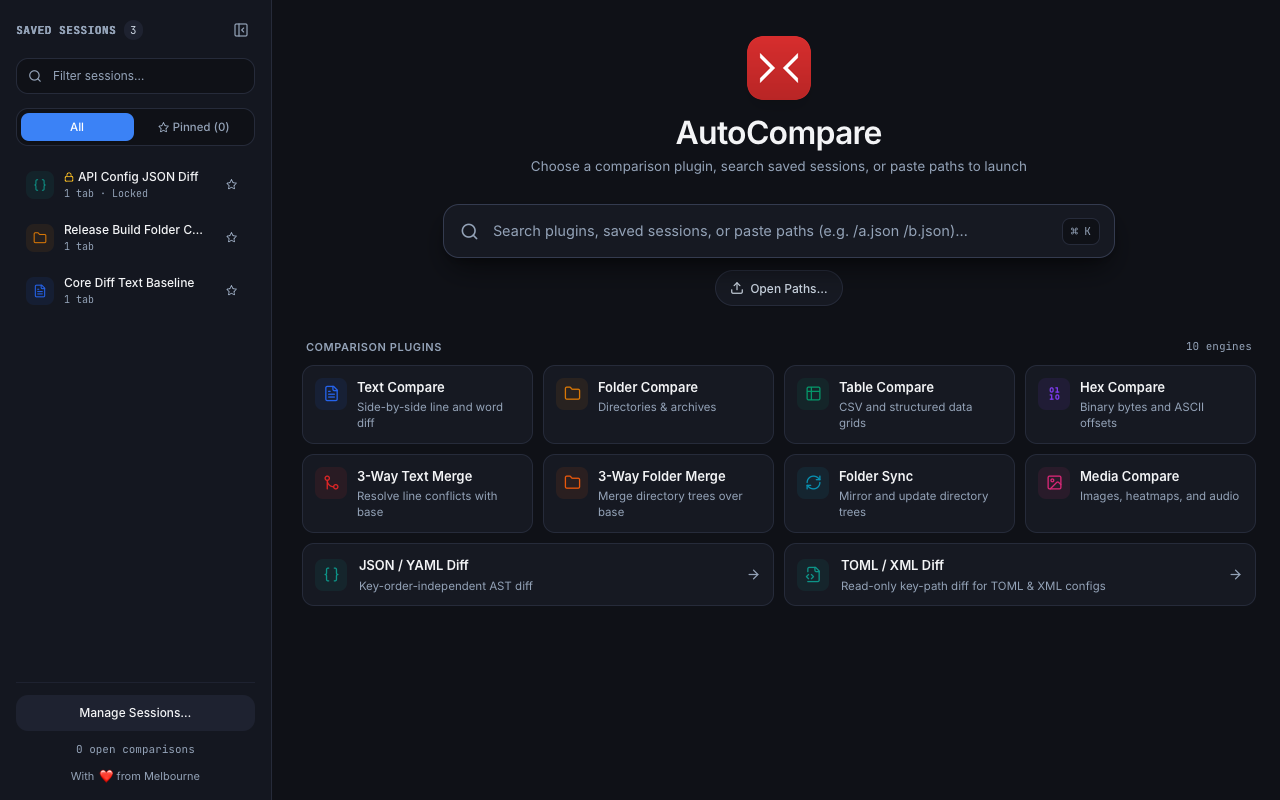 SAVED SESSIONS 3
Filter sessions...
All
Pinned (0)
API Config JSON Diff
1 tab · Locked
Release Build Folder C...
1 tab
Core Diff Text Baseline
1 tab
Manage Sessions...
0 open comparisons
With ❤️ from Melbourne
AutoCompare
Choose a comparison plugin, search saved sessions, or paste paths to launch
Search plugins, saved sessions, or paste paths (e.g. /a.json /b.json)...
⌘ K
Open Paths...
COMPARISON PLUGINS
10 engines
Text Compare
Side-by-side line and word
diff
Folder Compare
Directories & archives
Table Compare
CSV and structured data
grids
Hex Compare
Binary bytes and ASCII
offsets
3-Way Text Merge
Resolve line conflicts with
base
3-Way Folder Merge
Merge directory trees over
base
Folder Sync
Mirror and update directory
trees
Media Compare
Images, heatmaps, and audio
JSON / YAML Diff
Key-order-independent AST diff
TOML / XML Diff
Read-only key-path diff for TOML & XML configs